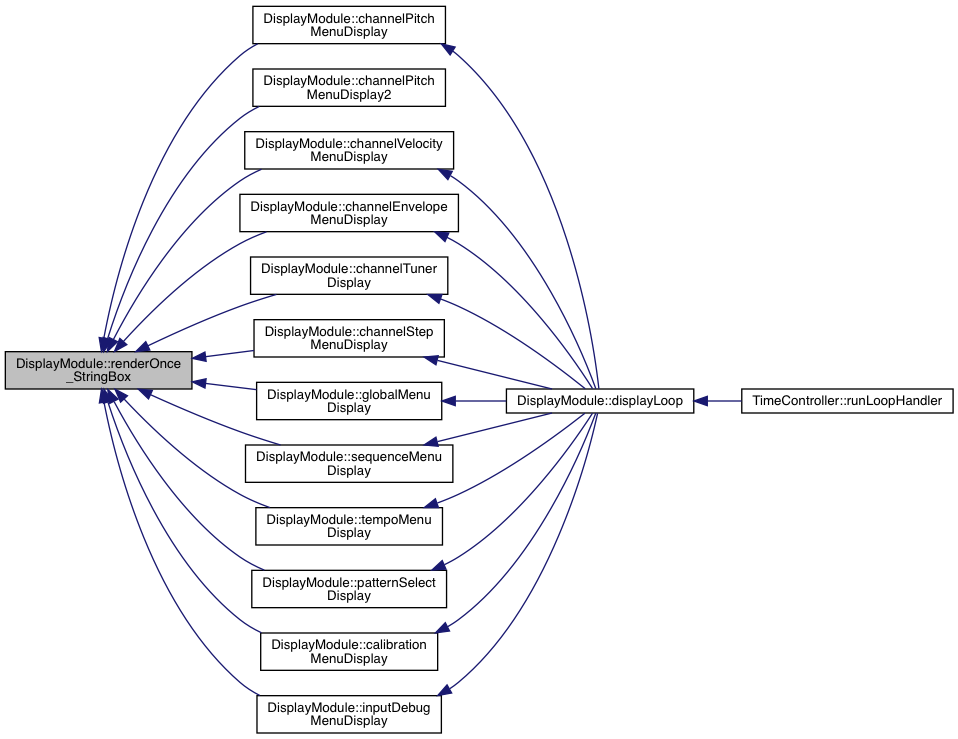 DisplayModule::channelPitch
MenuDisplay
DisplayModule::channelPitch
MenuDisplay2
DisplayModule::channelVelocity
MenuDisplay
DisplayModule::channelEnvelope
MenuDisplay
DisplayModule::channelTuner
Display
DisplayModule::channelStep
MenuDisplay
DisplayModule::renderOnce
_StringBox
DisplayModule::globalMenu
Display
DisplayModule::displayLoop
TimeController::runLoopHandler
DisplayModule::sequenceMenu
Display
DisplayModule::tempoMenu
Display
DisplayModule::patternSelect
Display
DisplayModule::calibration
MenuDisplay
DisplayModule::inputDebug
MenuDisplay